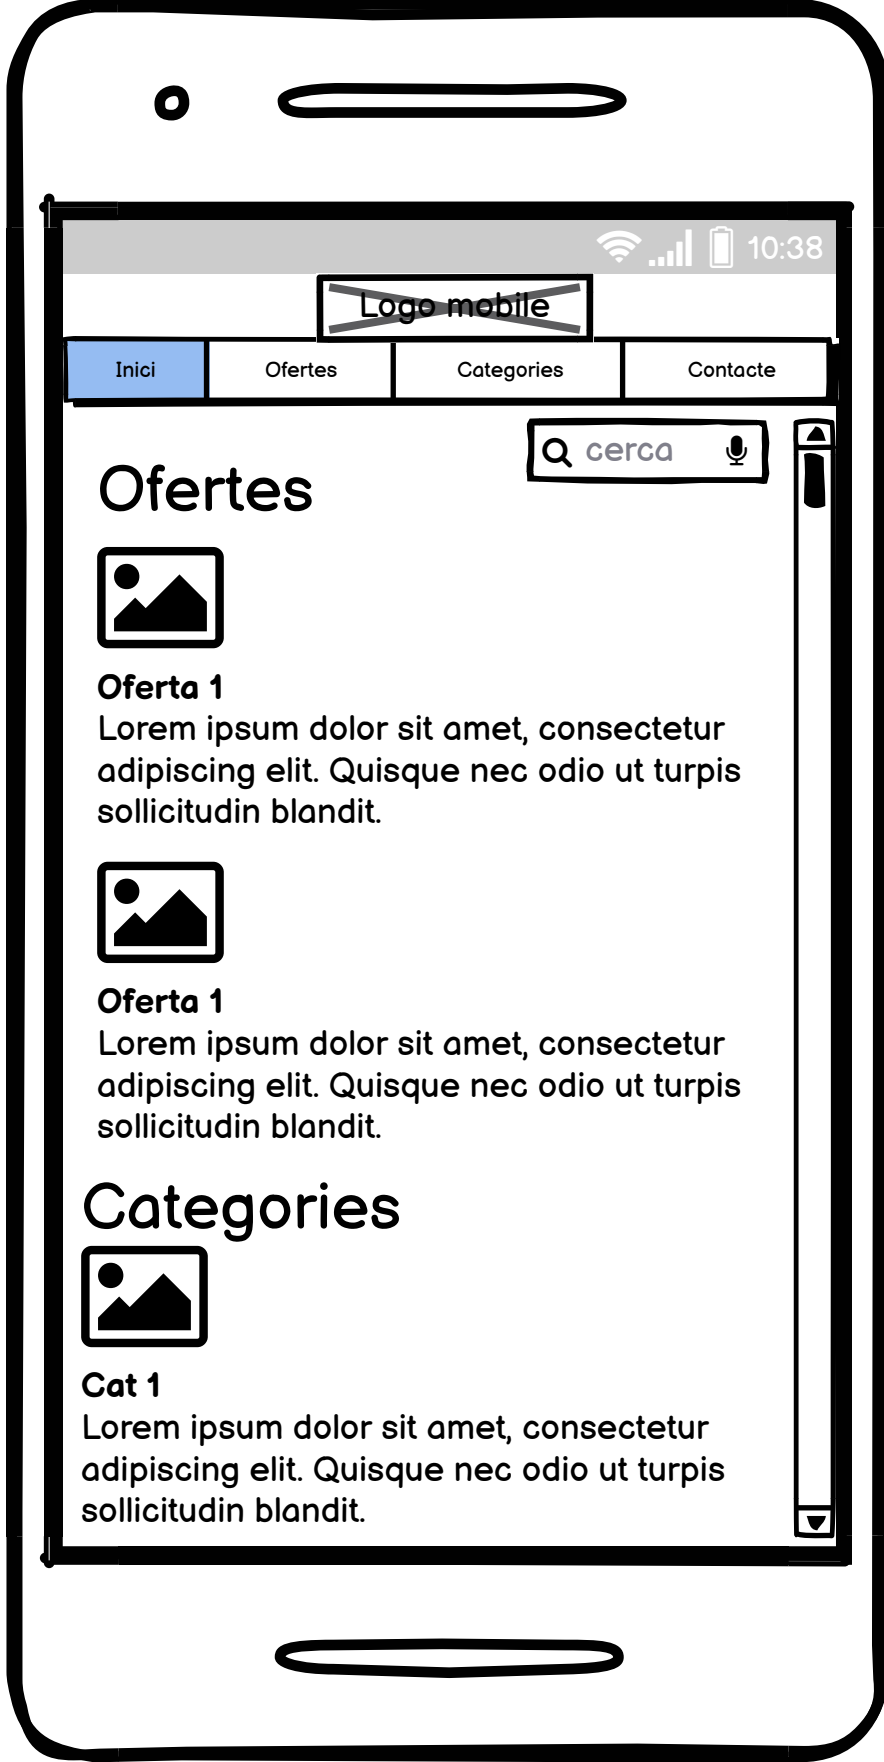 10:38
Logo mobile
Inici Ofertes Categories Contacte
cerca
Ofertes
Oferta 1
Lorem ipsum dolor sit amet, consectetur
adipiscing elit. Quisque nec odio ut turpis
sollicitudin blandit.
Oferta 1
Lorem ipsum dolor sit amet, consectetur
adipiscing elit. Quisque nec odio ut turpis
sollicitudin blandit.
Categories
Cat 1
Lorem ipsum dolor sit amet, consectetur
adipiscing elit. Quisque nec odio ut turpis
sollicitudin blandit.